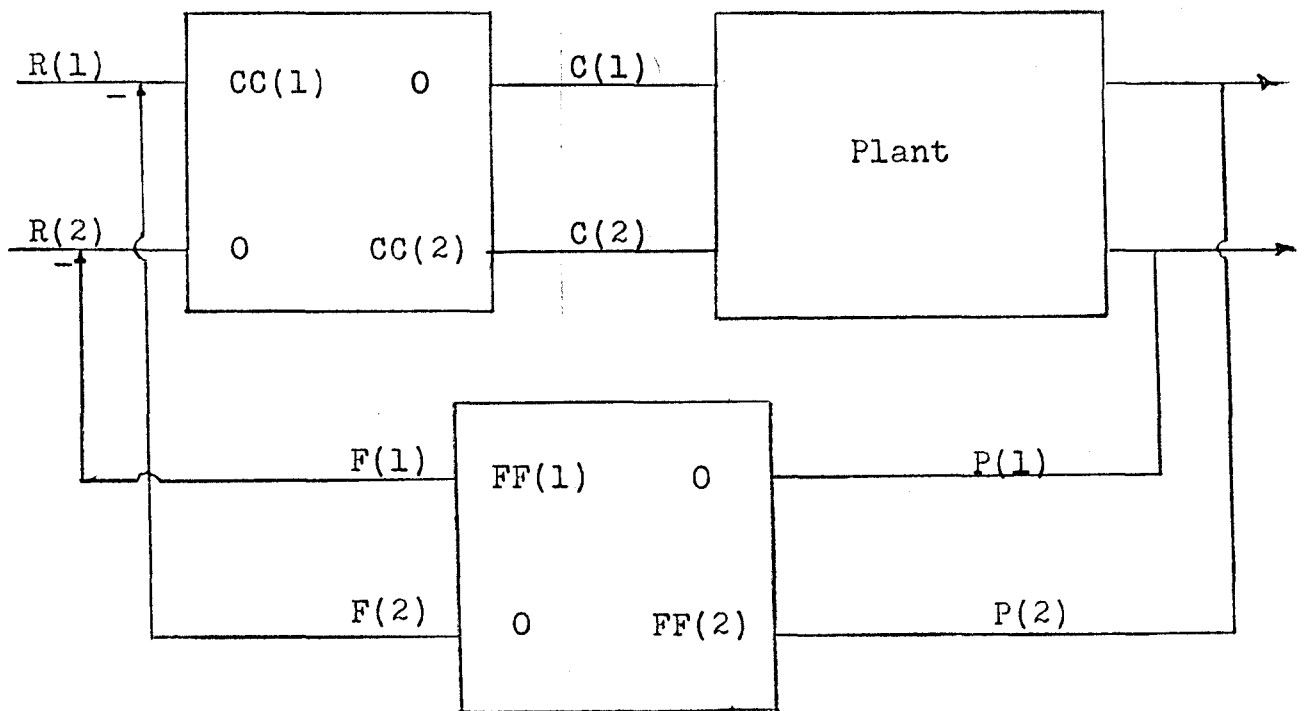 R(1)
CC(1) 0
C(1)
Plant
R(2)
0 CC(2)
C(2)
F(1)
FF(1) 0
P(1)
F(2)
0 FF(2)
P(2)